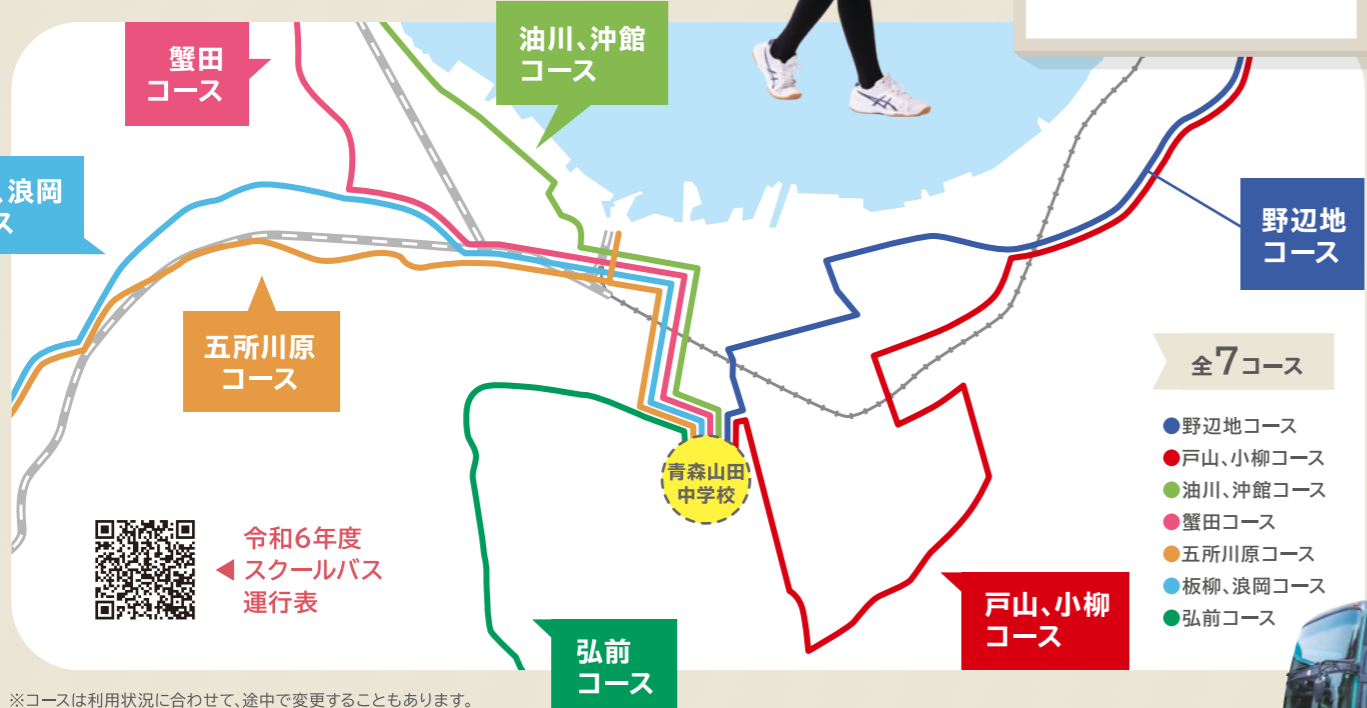 蟹田
コース
油川、沖館
コース
、浪岡
ス
野辺地
コース
五所川原
コース
全7コース
●野辺地コース
●戸山、小柳コース
●油川、沖館コース
●蟹田コース
●五所川原コース
●板柳、浪岡コース
●弘前コース
青森山田
中学校
令和6年度
スクールバス
運行表
戸山、小柳
コース
弘前
コース
※コースは利用状況に合わせて、途中で変更することもあります。